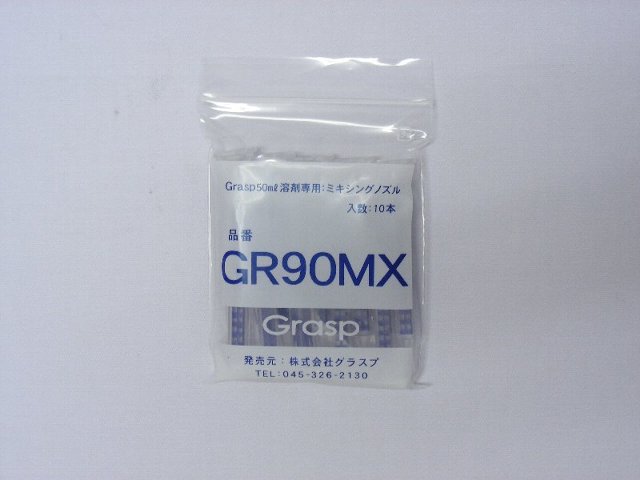 Grasp50mℓ溶剤専用:ミキシングノズル
入数:10本
品番
GR90MX
Grasp
発売元:株式会社グラスプ
TEL:045-326-2130